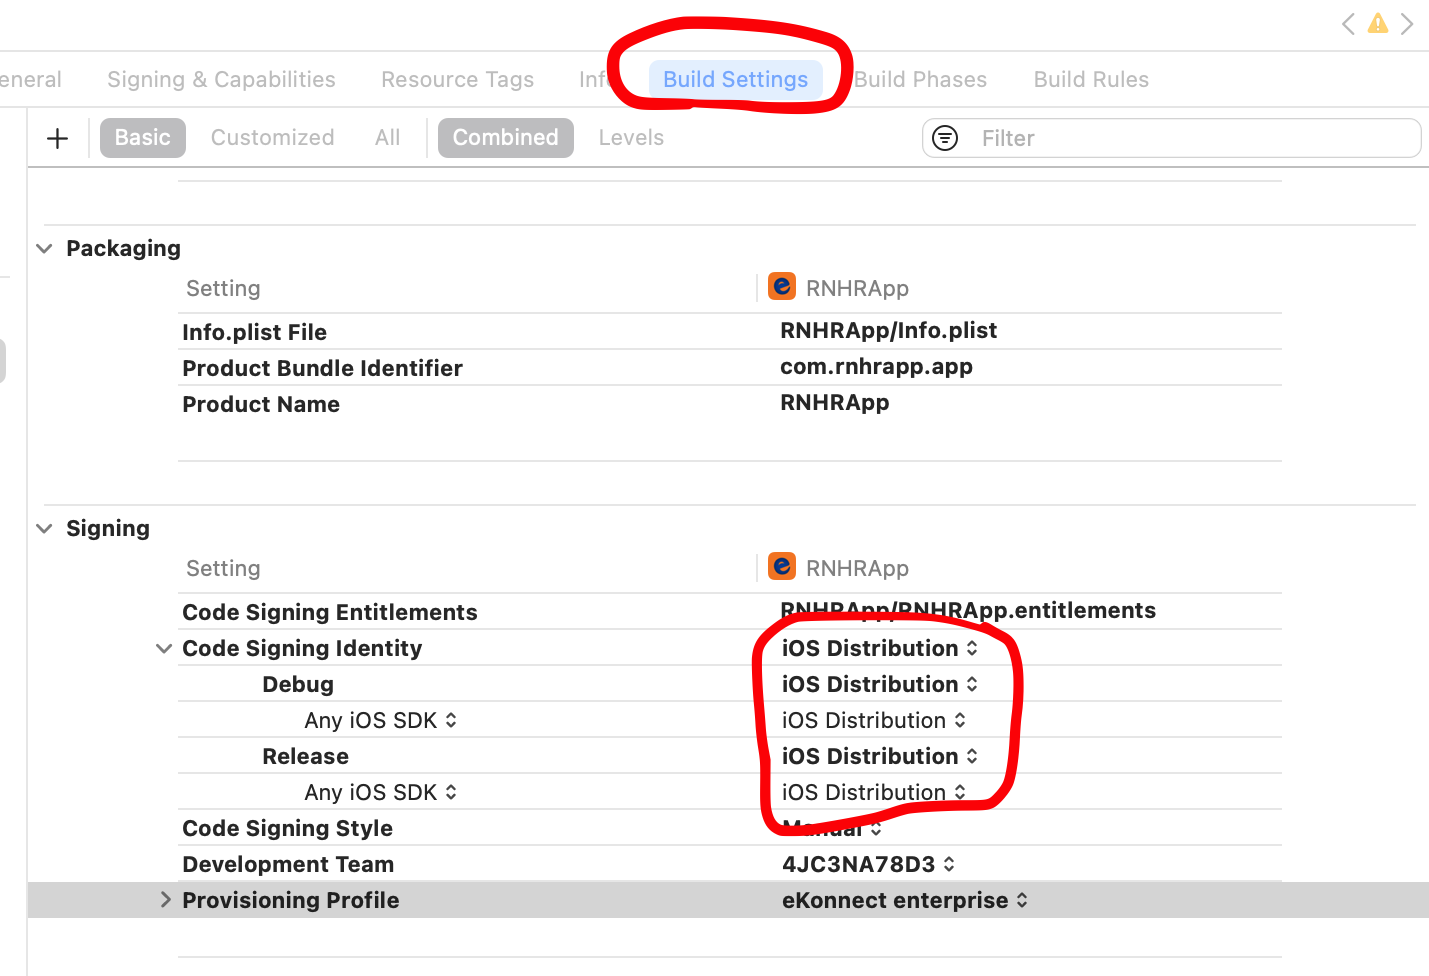 eneral Signing & Capabilities Resource Tags Info Build Settings Build Phases Build Rules
Basic Customized All Combined Levels Filter
Packaging
Setting RNHRApp
Info.plist File RNHRApp/Info.plist
Product Bundle Identifier com.rnhrapp.app
Product Name RNHRApp
Signing
Setting RNHRApp
Code Signing Entitlements RNHRApp/RNHRApp.entitlements
Code Signing Identity iOS Distribution
Debug iOS Distribution
Any iOS SDK iOS Distribution
Release iOS Distribution
Any iOS SDK iOS Distribution
Code Signing Style Manual
Development Team 4JC3NA78D3
Provisioning Profile eKonnect enterprise